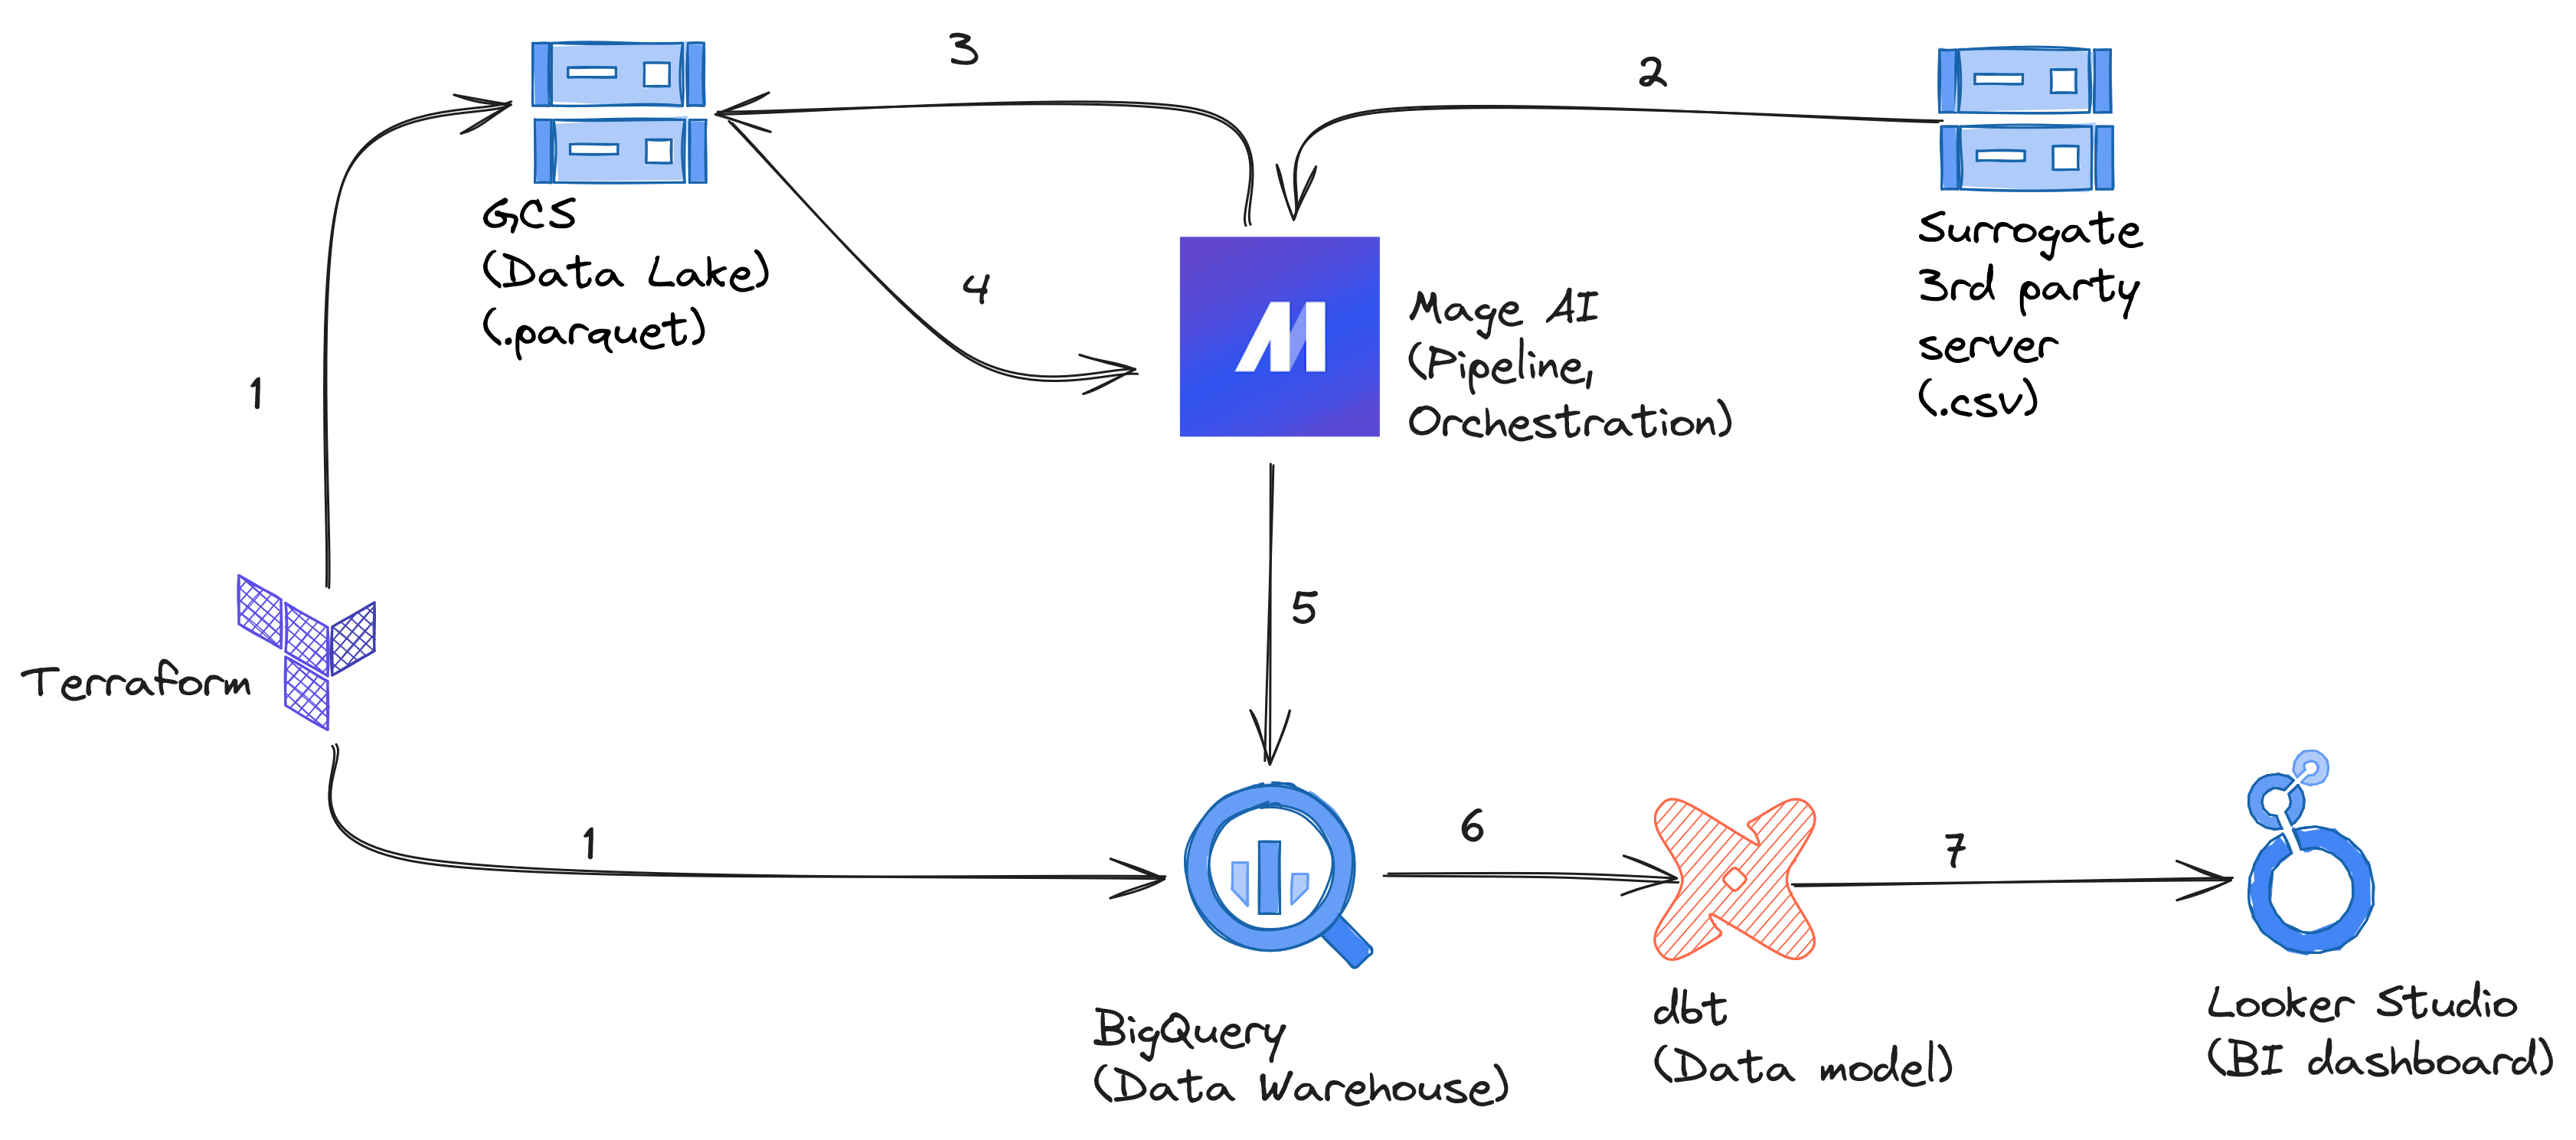 3
2
GCS
(Data Lake)
(.parquet)
Surrogate
3rd party
server
(.csv)
4
Mage AI
(Pipeline,
Orchestration)
1
5
Terraform
1
6
7
BigQuery
(Data Warehouse)
dbt
(Data model)
Looker Studio
(BI dashboard)